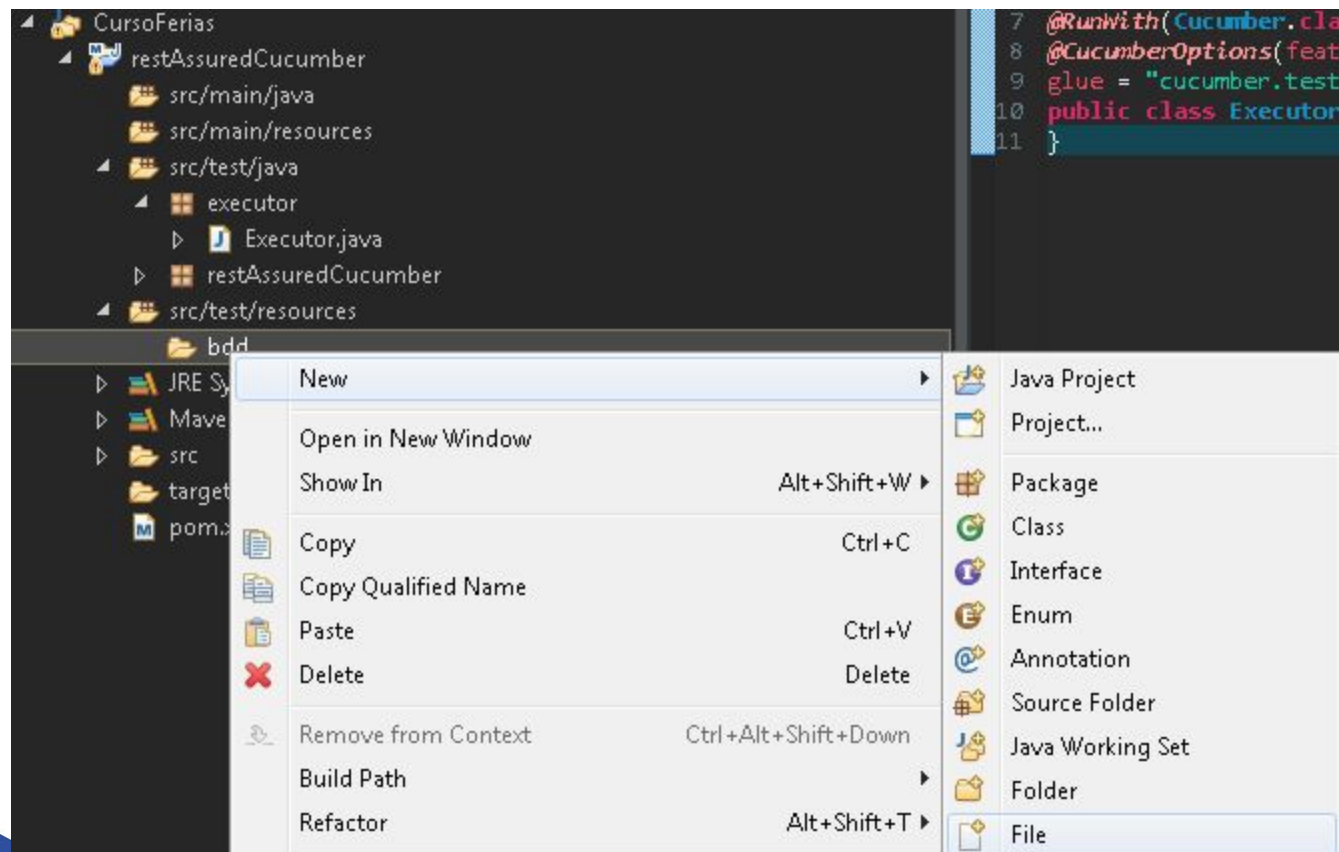 CursoFerias
restAssuredCucumber
src/main/java
src/main/resources
src/test/java
executor
Executor.java
restAssuredCucumber
src/test/resources
bdd
JRE Sy
Mave
src
target
pom.x
7 @RunWith(Cucumber.cla
8 @CucumberOptions(feat
9 glue = "cucumber.test
10 public class Executor
11 }
New
Open in New Window
Show In Alt+Shift+W
Copy Ctrl+C
Copy Qualified Name
Paste Ctrl+V
Delete Delete
Remove from Context Ctrl+Alt+Shift+Down
Build Path
Refactor Alt+Shift+T
Java Project
Project...
Package
Class
Interface
Enum
Annotation
Source Folder
Java Working Set
Folder
File